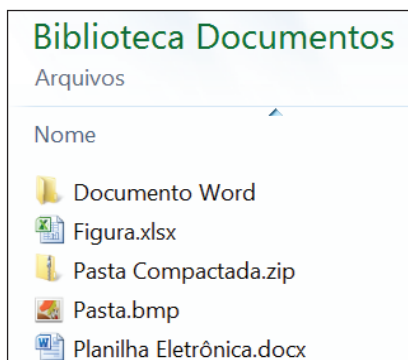 Biblioteca Documentos
Arquivos
Nome
Documento Word
Figura.xlsx
Pasta Compactada.zip
Pasta.bmp
Planilha Eletrônica.docx